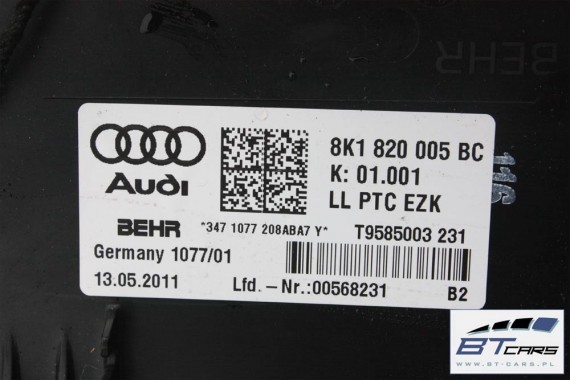 BEHR
8K1 820 005 BC
K: 01.001
Audi
LL PTC EZK
116
BEHR *347 1077 208ABA7 Y* T9585003 231
Germany 1077/01
13.05.2011 Lfd.-Nr.:00568231 B2
BTCARS
WWW.BT-CARS.PL